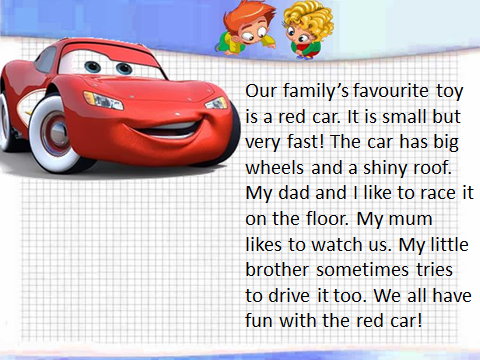 Our family’s favourite toy
is a red car. It is small but
very fast! The car has big
wheels and a shiny roof.
My dad and I like to race it
on the floor. My mum
likes to watch us. My little
brother sometimes tries
to drive it too. We all have
fun with the red car!